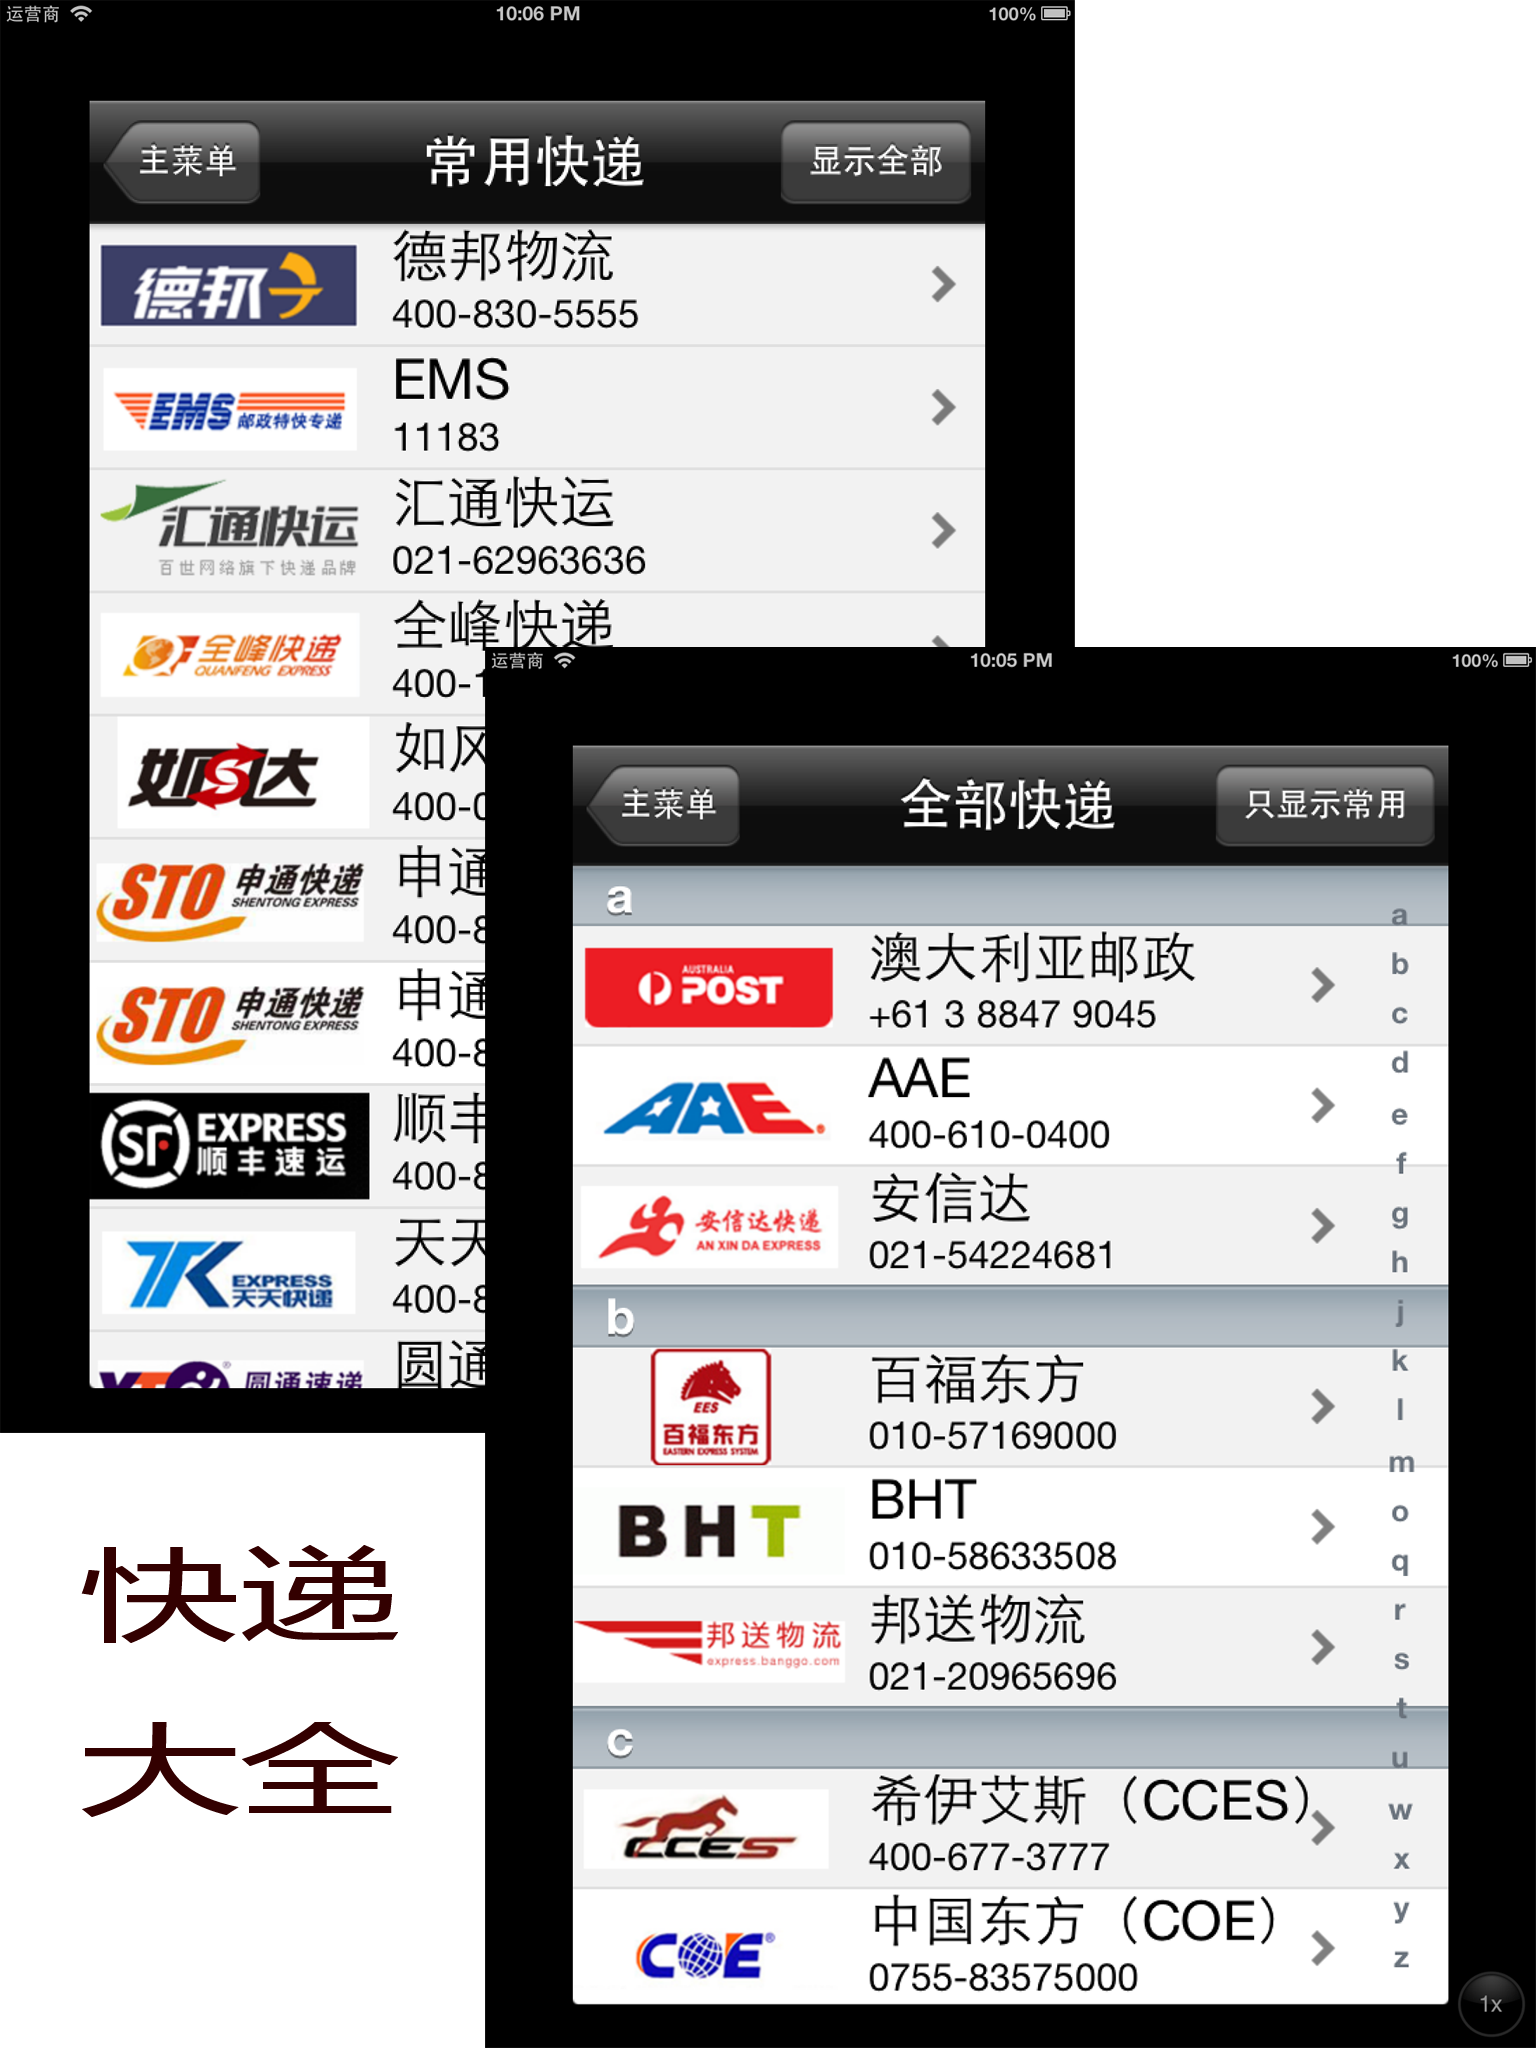 运营商
10:06 PM
100%
主菜单
常用快递
显示全部
德邦
德邦物流
400-830-5555
EMS 邮政特快专递
EMS
11183
汇通快运
百世网络旗下快递品牌
汇通快运
021-62963636
全峰快递
QUANFENG EXPRESS
全峰快递
400-1
如风达
如风
400-0
STO 申通快递
SHENTONG EXPRESS
申通
400-8
STO 申通快递
SHENTONG EXPRESS
申通
400-8
SF EXPRESS
顺丰速运
顺丰
400-8
TTK EXPRESS
天天快递
天天
400-8
YTO 圆通速递
圆通
运营商
10:05 PM
100%
主菜单
全部快递
只显示常用
a
AUSTRALIA
POST
澳大利亚邮政
+61 3 8847 9045
AAE
AAE
400-610-0400
安信达快递
AN XIN DA EXPRESS
安信达
021-54224681
b
EES
百福东方
EASTERN EXPRESS SYSTEM
百福东方
010-57169000
BHT
BHT
010-58633508
邦送物流
express.banggo.com
邦送物流
021-20965696
c
CCES
希伊艾斯（CCES）
400-677-3777
COE®
中国东方（COE）
0755-83575000
a
b
c
d
e
f
g
h
j
k
l
m
o
q
r
s
t
u
w
x
y
z
1x
快递
大全